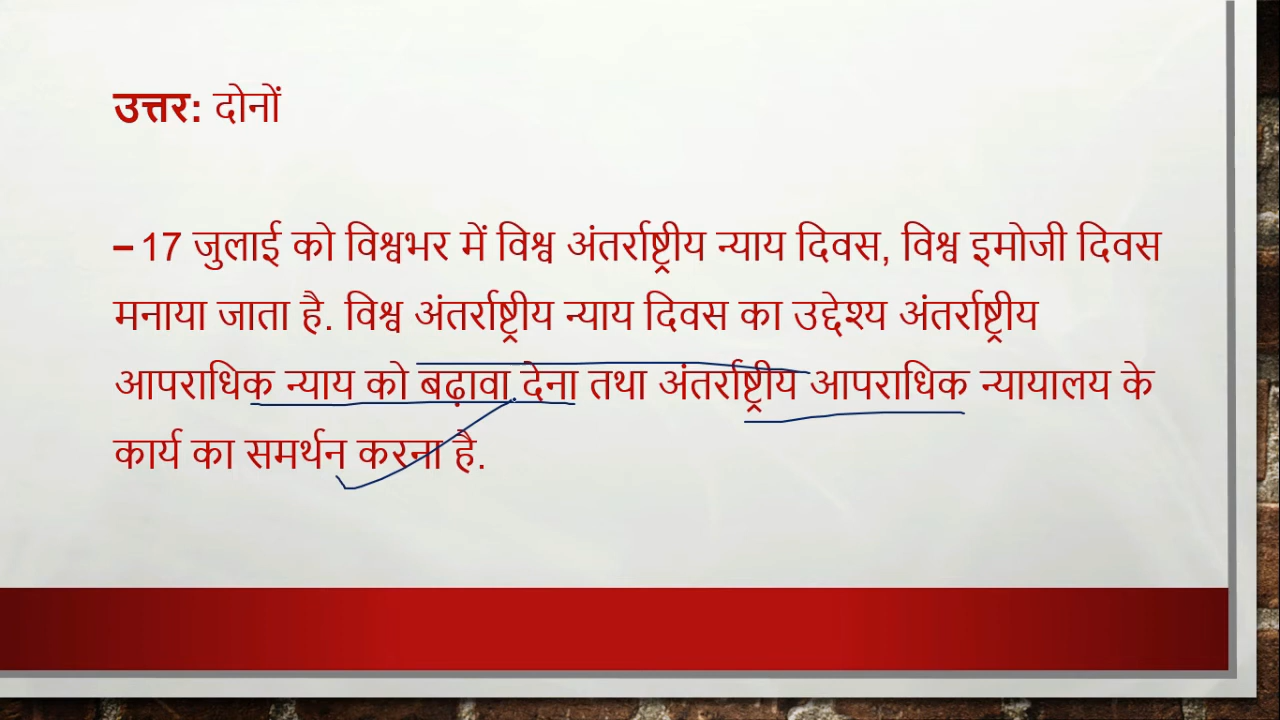 उत्तर: दोनों
– 17 जुलाई को विश्वभर में विश्व अंतर्राष्ट्रीय न्याय दिवस, विश्व इमोजी दिवस
मनाया जाता है. विश्व अंतर्राष्ट्रीय न्याय दिवस का उद्देश्य अंतर्राष्ट्रीय
आपराधिक न्याय को बढ़ावा देना तथा अंतर्राष्ट्रीय आपराधिक न्यायालय के
कार्य का समर्थन करना है.